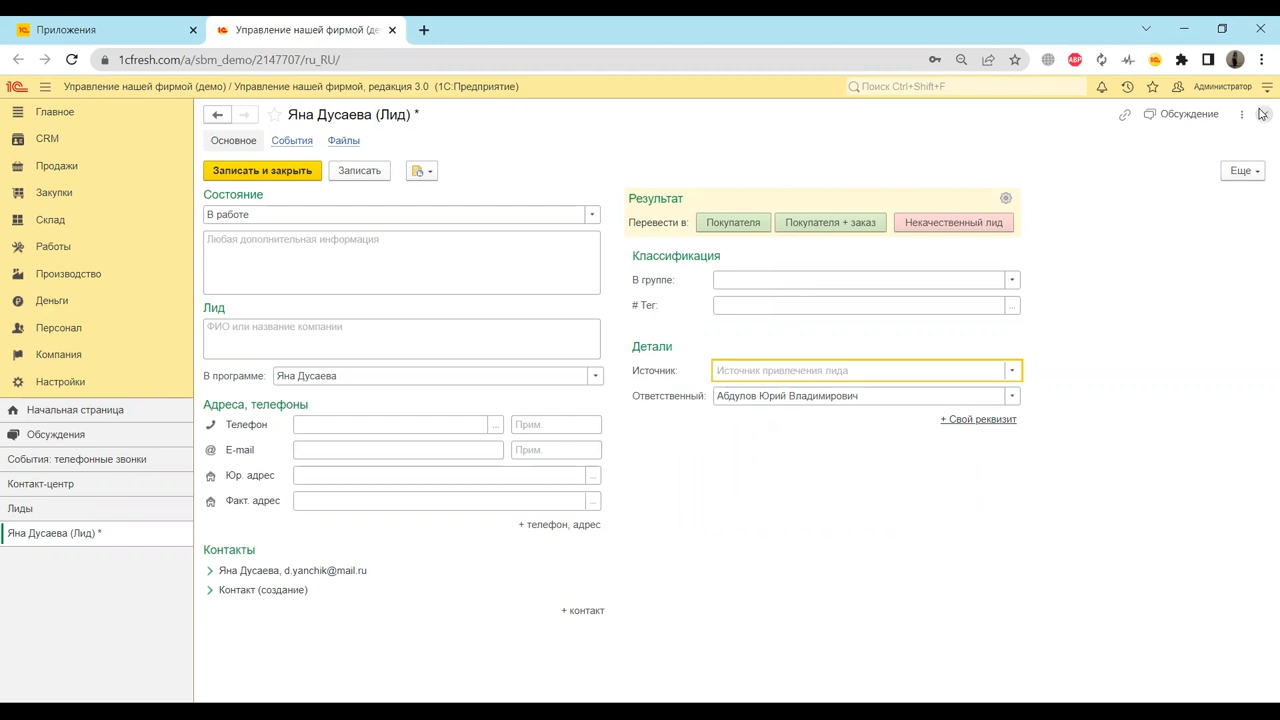 Приложения
Управление нашей фирмой (де
1cfresh.com/a/sbm_demo/2147707/ru_RU/
ABP
1С Управление нашей фирмой (демо) / Управление нашей фирмой, редакция 3.0 (1С:Предприятие)
Поиск Ctrl+Shift+F
Администратор
Главное
CRM
Продажи
Закупки
Склад
Работы
Производство
Деньги
Персонал
Компания
Настройки
Начальная страница
Обсуждения
События: телефонные звонки
Контакт-центр
Лиды
Яна Дусаева (Лид) *
Яна Дусаева (Лид) *
Обсуждение
Основное События Файлы
Записать и закрыть Записать
Еще
Состояние
В работе
Любая дополнительная информация
Лид
ФИО или название компании
В программе: Яна Дусаева
Адреса, телефоны
Телефон ... Прим.
E-mail Прим.
Юр. адрес ...
Факт. адрес ...
+ телефон, адрес
Контакты
Яна Дусаева, d.yanchik@mail.ru
Контакт (создание)
+ контакт
Результат
Перевести в: Покупателя Покупателя + заказ Некачественный лид
Классификация
В группе:
# Тег: ...
Детали
Источник: Источник привлечения лида
Ответственный: Абдулов Юрий Владимирович
+ Свой реквизит